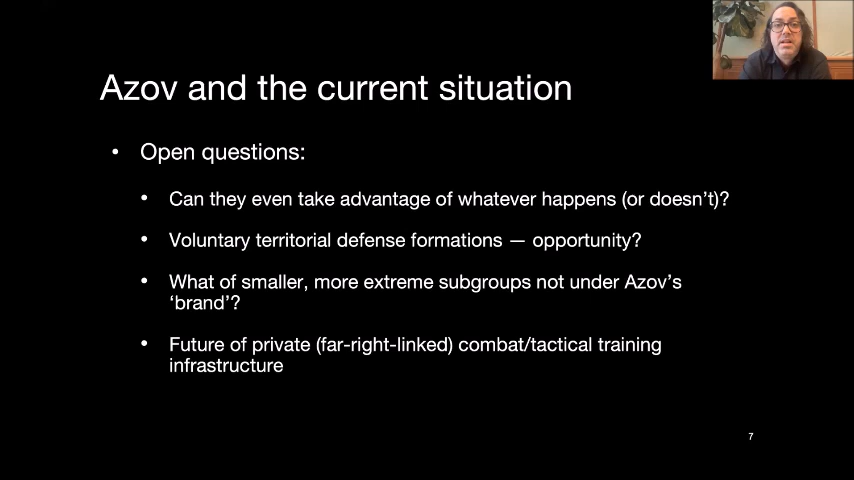 Azov and the current situation
• Open questions:
• Can they even take advantage of whatever happens (or doesn't)?
• Voluntary territorial defense formations — opportunity?
• What of smaller, more extreme subgroups not under Azov's
'brand'?
• Future of private (far-right-linked) combat/tactical training
infrastructure
7